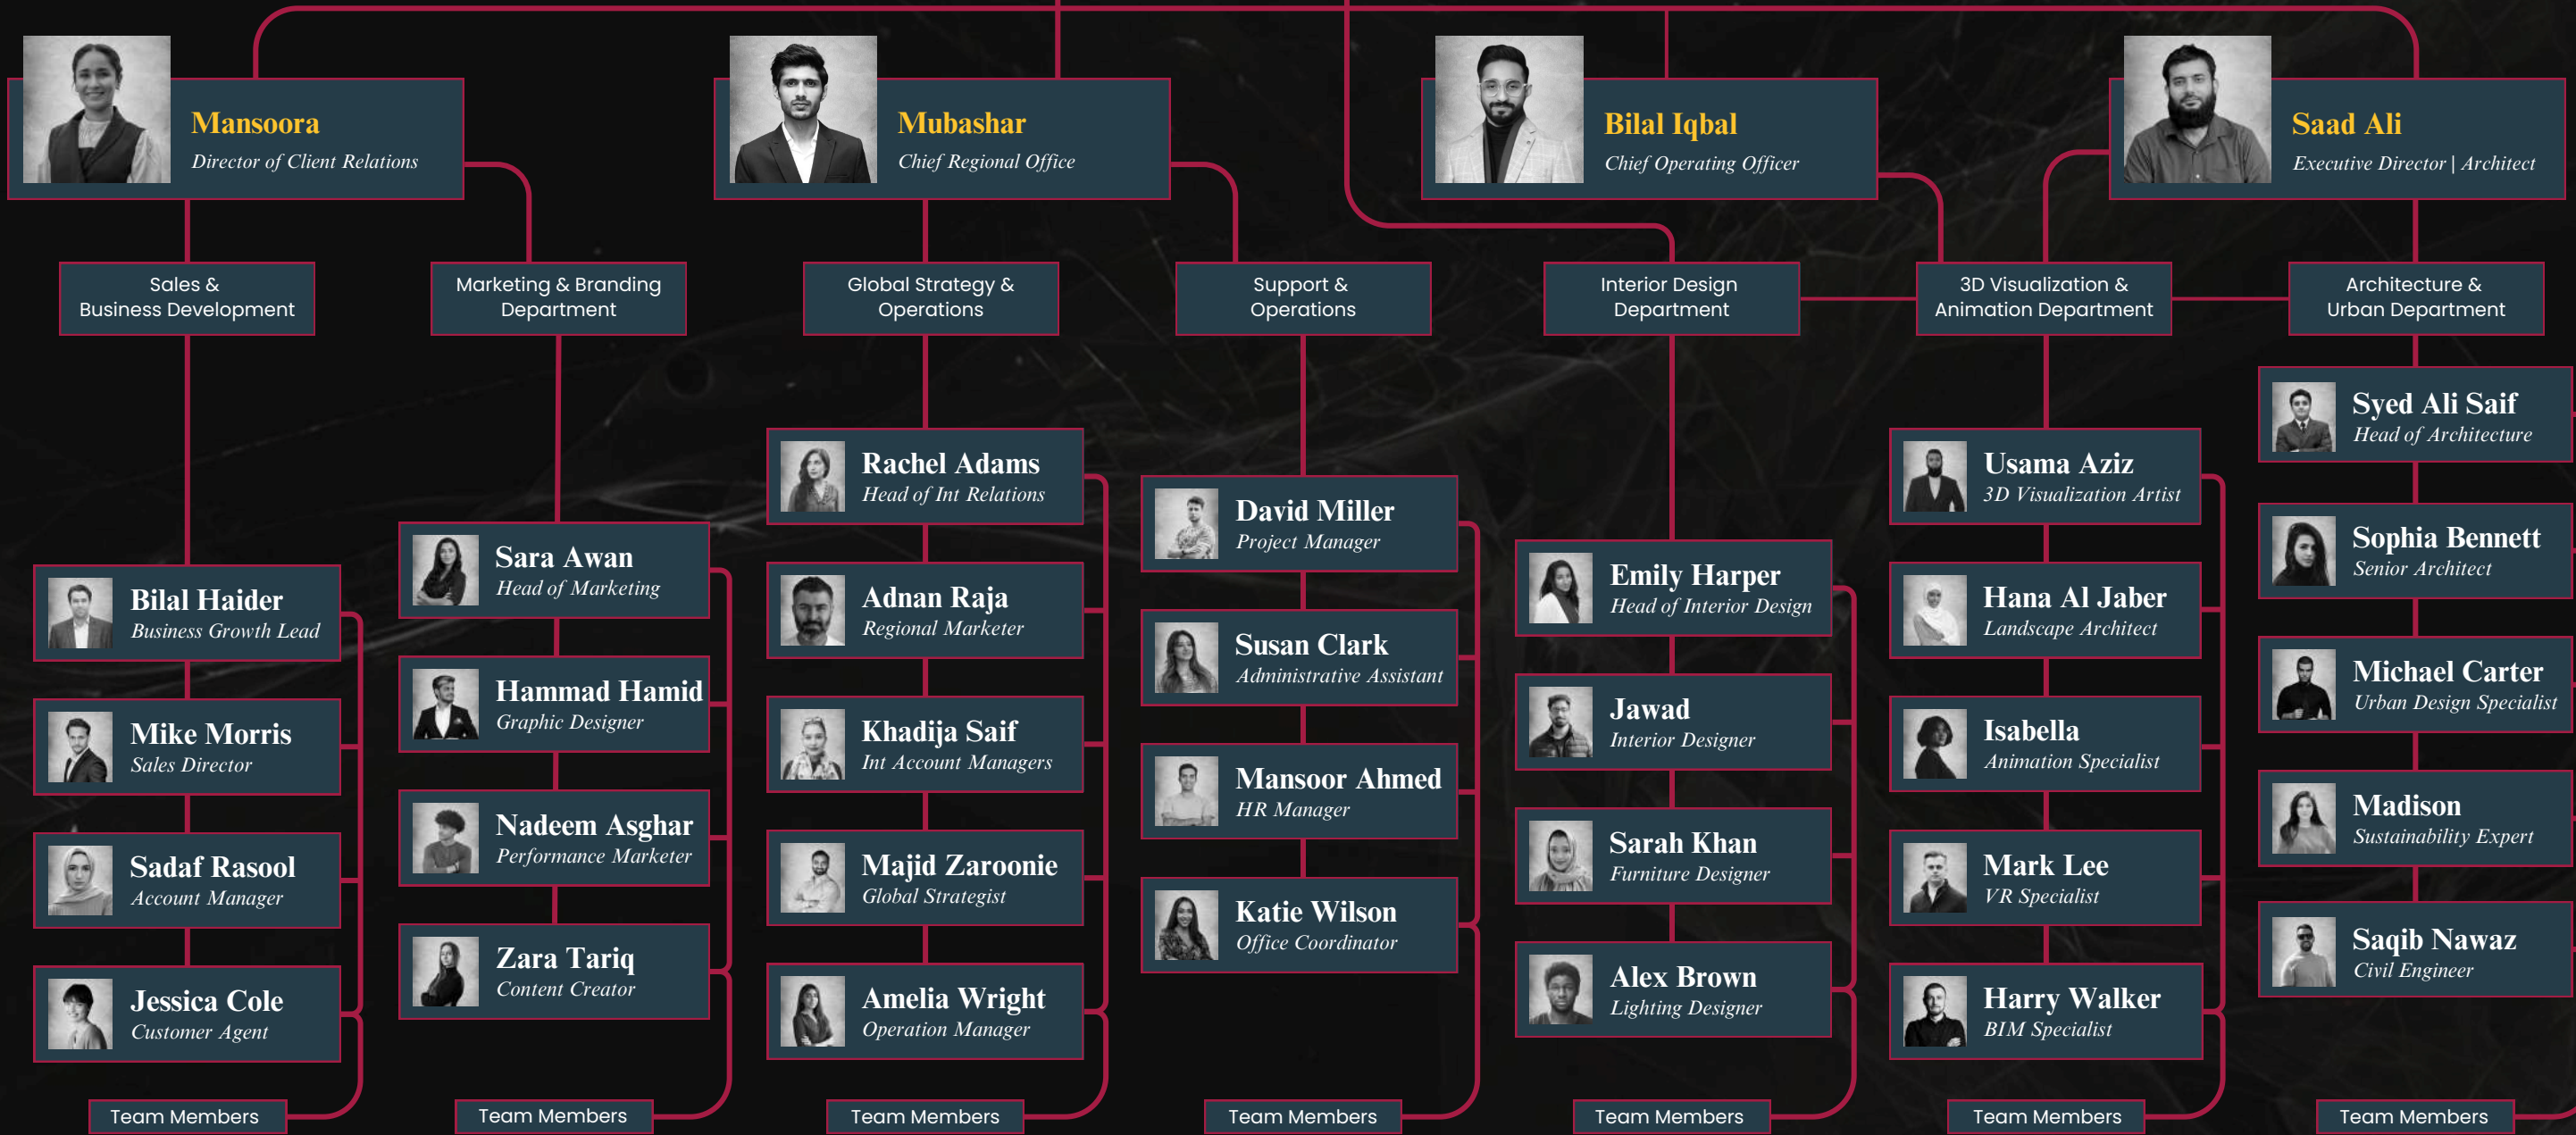 Mansoora
Director of Client Relations
Mubashar
Chief Regional Office
Bilal Iqbal
Chief Operating Officer
Saad Ali
Executive Director | Architect
Sales &
Business Development
Marketing & Branding
Department
Global Strategy &
Operations
Support &
Operations
Interior Design
Department
3D Visualization &
Animation Department
Architecture &
Urban Department
Bilal Haider
Business Growth Lead
Mike Morris
Sales Director
Sadaf Rasool
Account Manager
Jessica Cole
Customer Agent
Team Members
Sara Awan
Head of Marketing
Hammad Hamid
Graphic Designer
Nadeem Asghar
Performance Marketer
Zara Tariq
Content Creator
Team Members
Rachel Adams
Head of Int Relations
Adnan Raja
Regional Marketer
Khadija Saif
Int Account Managers
Majid Zaroonie
Global Strategist
Amelia Wright
Operation Manager
Team Members
David Miller
Project Manager
Susan Clark
Administrative Assistant
Mansoor Ahmed
HR Manager
Katie Wilson
Office Coordinator
Team Members
Emily Harper
Head of Interior Design
Jawad
Interior Designer
Sarah Khan
Furniture Designer
Alex Brown
Lighting Designer
Team Members
Usama Aziz
3D Visualization Artist
Hana Al Jaber
Landscape Architect
Isabella
Animation Specialist
Mark Lee
VR Specialist
Harry Walker
BIM Specialist
Team Members
Syed Ali Saif
Head of Architecture
Sophia Bennett
Senior Architect
Michael Carter
Urban Design Specialist
Madison
Sustainability Expert
Saqib Nawaz
Civil Engineer
Team Members